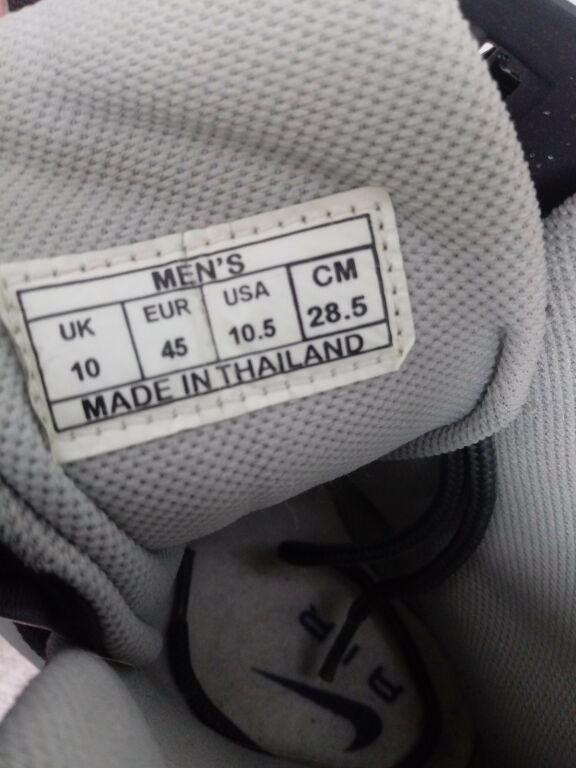 MEN'S
UK EUR USA CM
10 45 10.5 28.5
MADE IN THAILAND